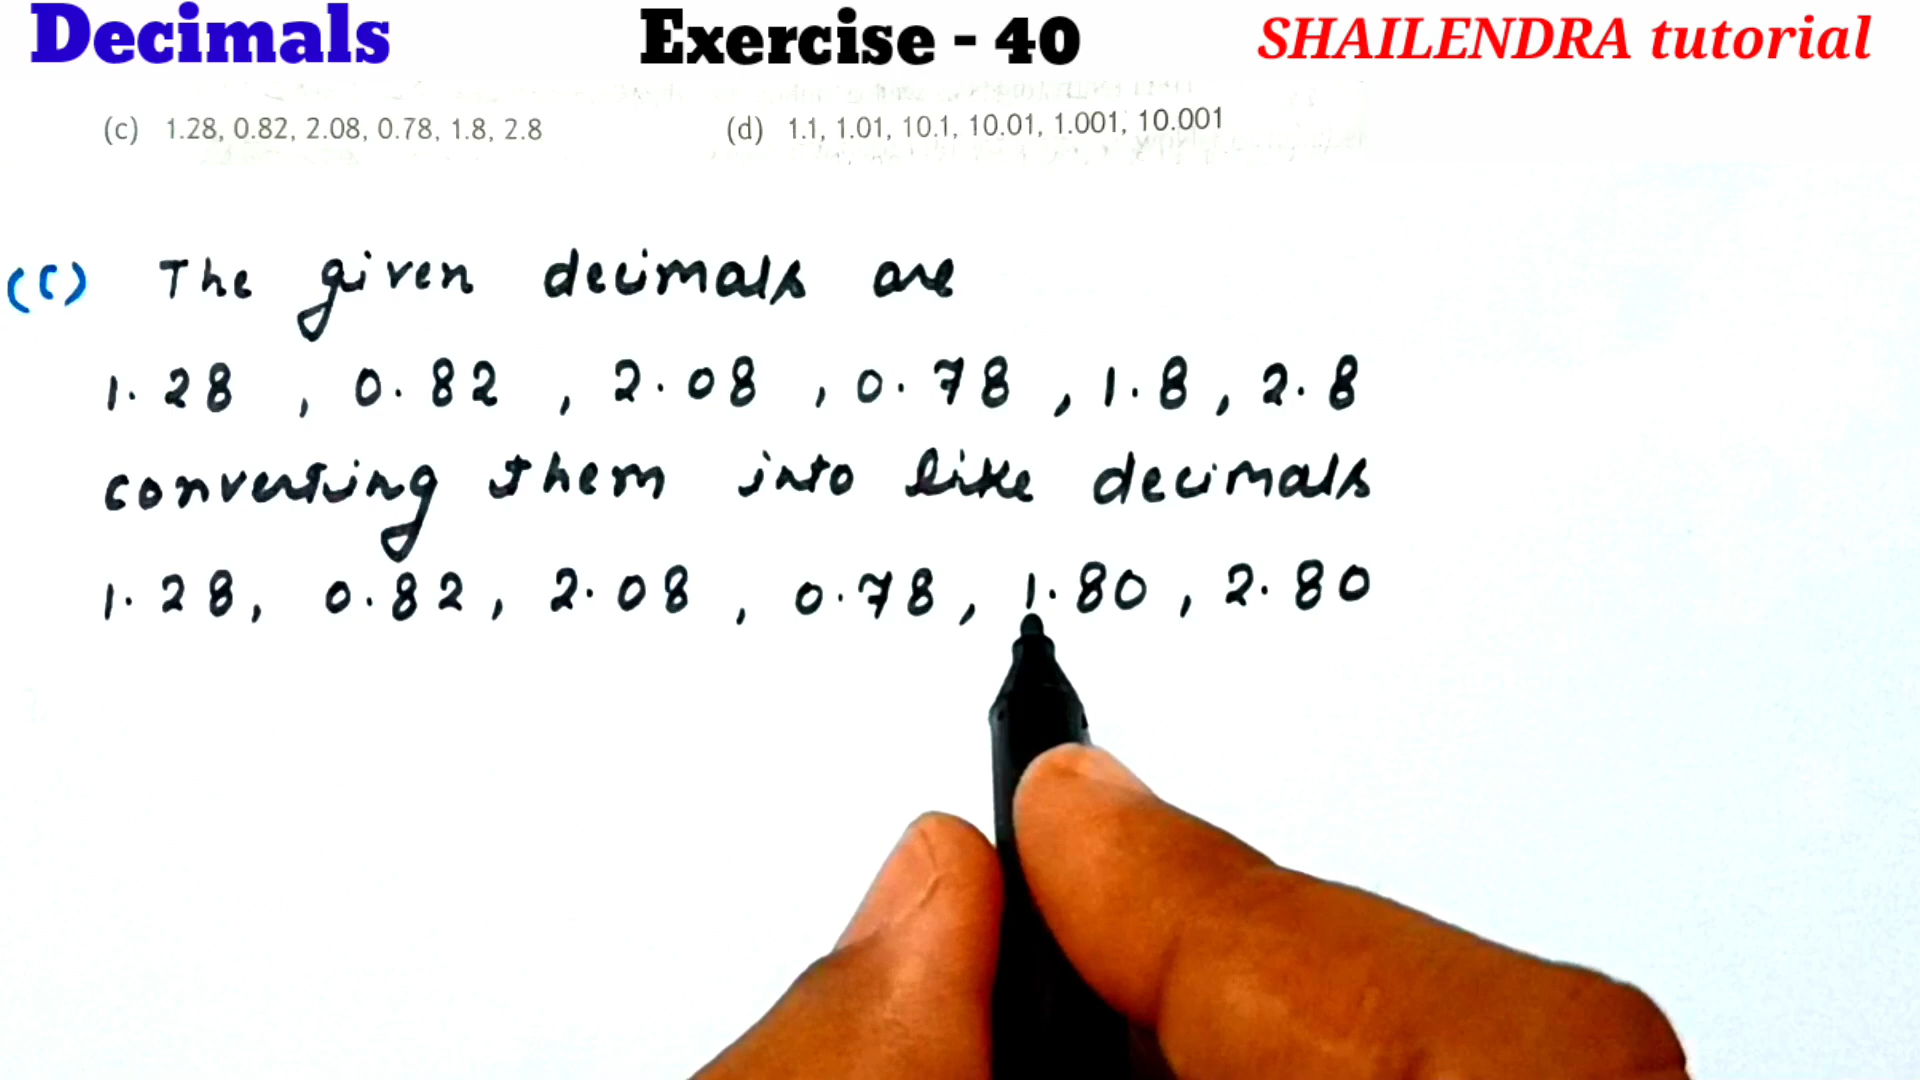 Decimals Exercise - 40 SHAILENDRA tutorial
(c) 1.28, 0.82, 2.08, 0.78, 1.8, 2.8 (d) 1.1, 1.01, 10.1, 10.01, 1.001, 10.001
(c) The given decimals are
1.28 , 0.82 , 2.08 , 0.78 , 1.8 , 2.8
converting them into like decimals
1.28, 0.82, 2.08 , 0.78, 1.80 , 2.80